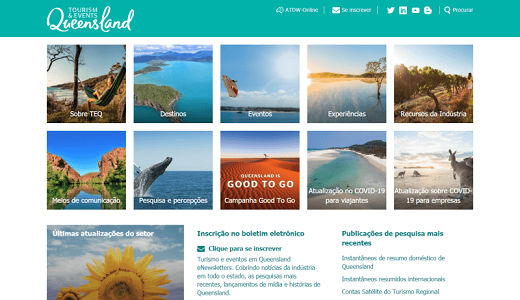 TOURISM
& EVENTS
Queensland
ATDW-Online
Se inscrever
Procurar
Sobre TEQ
Destinos
Eventos
Experiências
Recursos da Indústria
Meios de comunicação
Pesquisa e percepções
QUEENSLAND IS
GOOD TO GO
Campanha Good To Go
Atualização no COVID-
19 para viajantes
Atualização sobre COVID-
19 para empresas
Últimas atualizações do setor
Inscrição no boletim eletrônico
Clique para se inscrever
Turismo e eventos em Queensland
eNewsletters. Cobrindo notícias da indústria
em todo o estado, as pesquisas mais
recentes, lançamentos de mídia e histórias de
Queensland.
Publicações de pesquisa mais
recentes
Instantâneos de resumo doméstico de
Queensland
Instantâneos resumidos internacionais
Contas Satélite do Turismo Regional